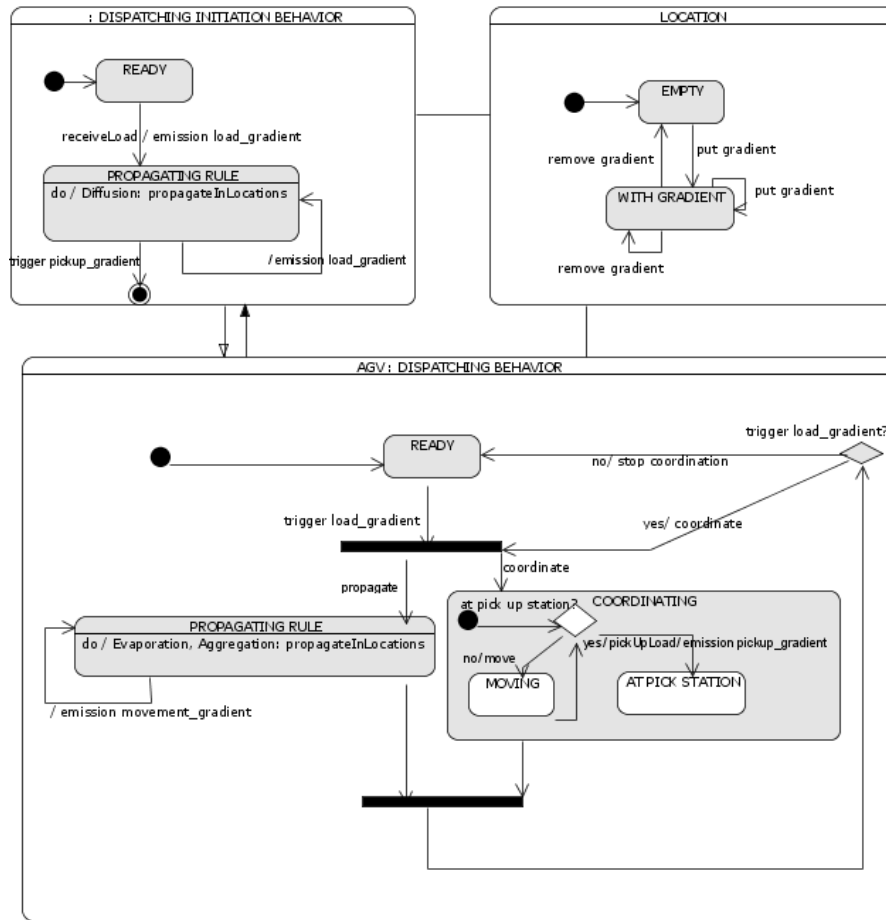 : DISPATCHING INITIATION BEHAVIOR
READY
receiveLoad / emission load_gradient
PROPAGATING RULE
do / Diffusion: propagateInLocations
trigger pickup_gradient
/emission load_gradient
LOCATION
EMPTY
remove gradient
put gradient
WITH GRADIENT
put gradient
remove gradient
AGV : DISPATCHING BEHAVIOR
READY
trigger load_gradient?
no/ stop coordination
trigger load_gradient
yes/ coordinate
coordinate
propagate
PROPAGATING RULE
do / Evaporation, Aggregation: propagateInLocations
/ emission movement_gradient
COORDINATING
at pick up station?
yes/pickUpLoad/emission pickup_gradient
no/move
MOVING
AT PICK STATION